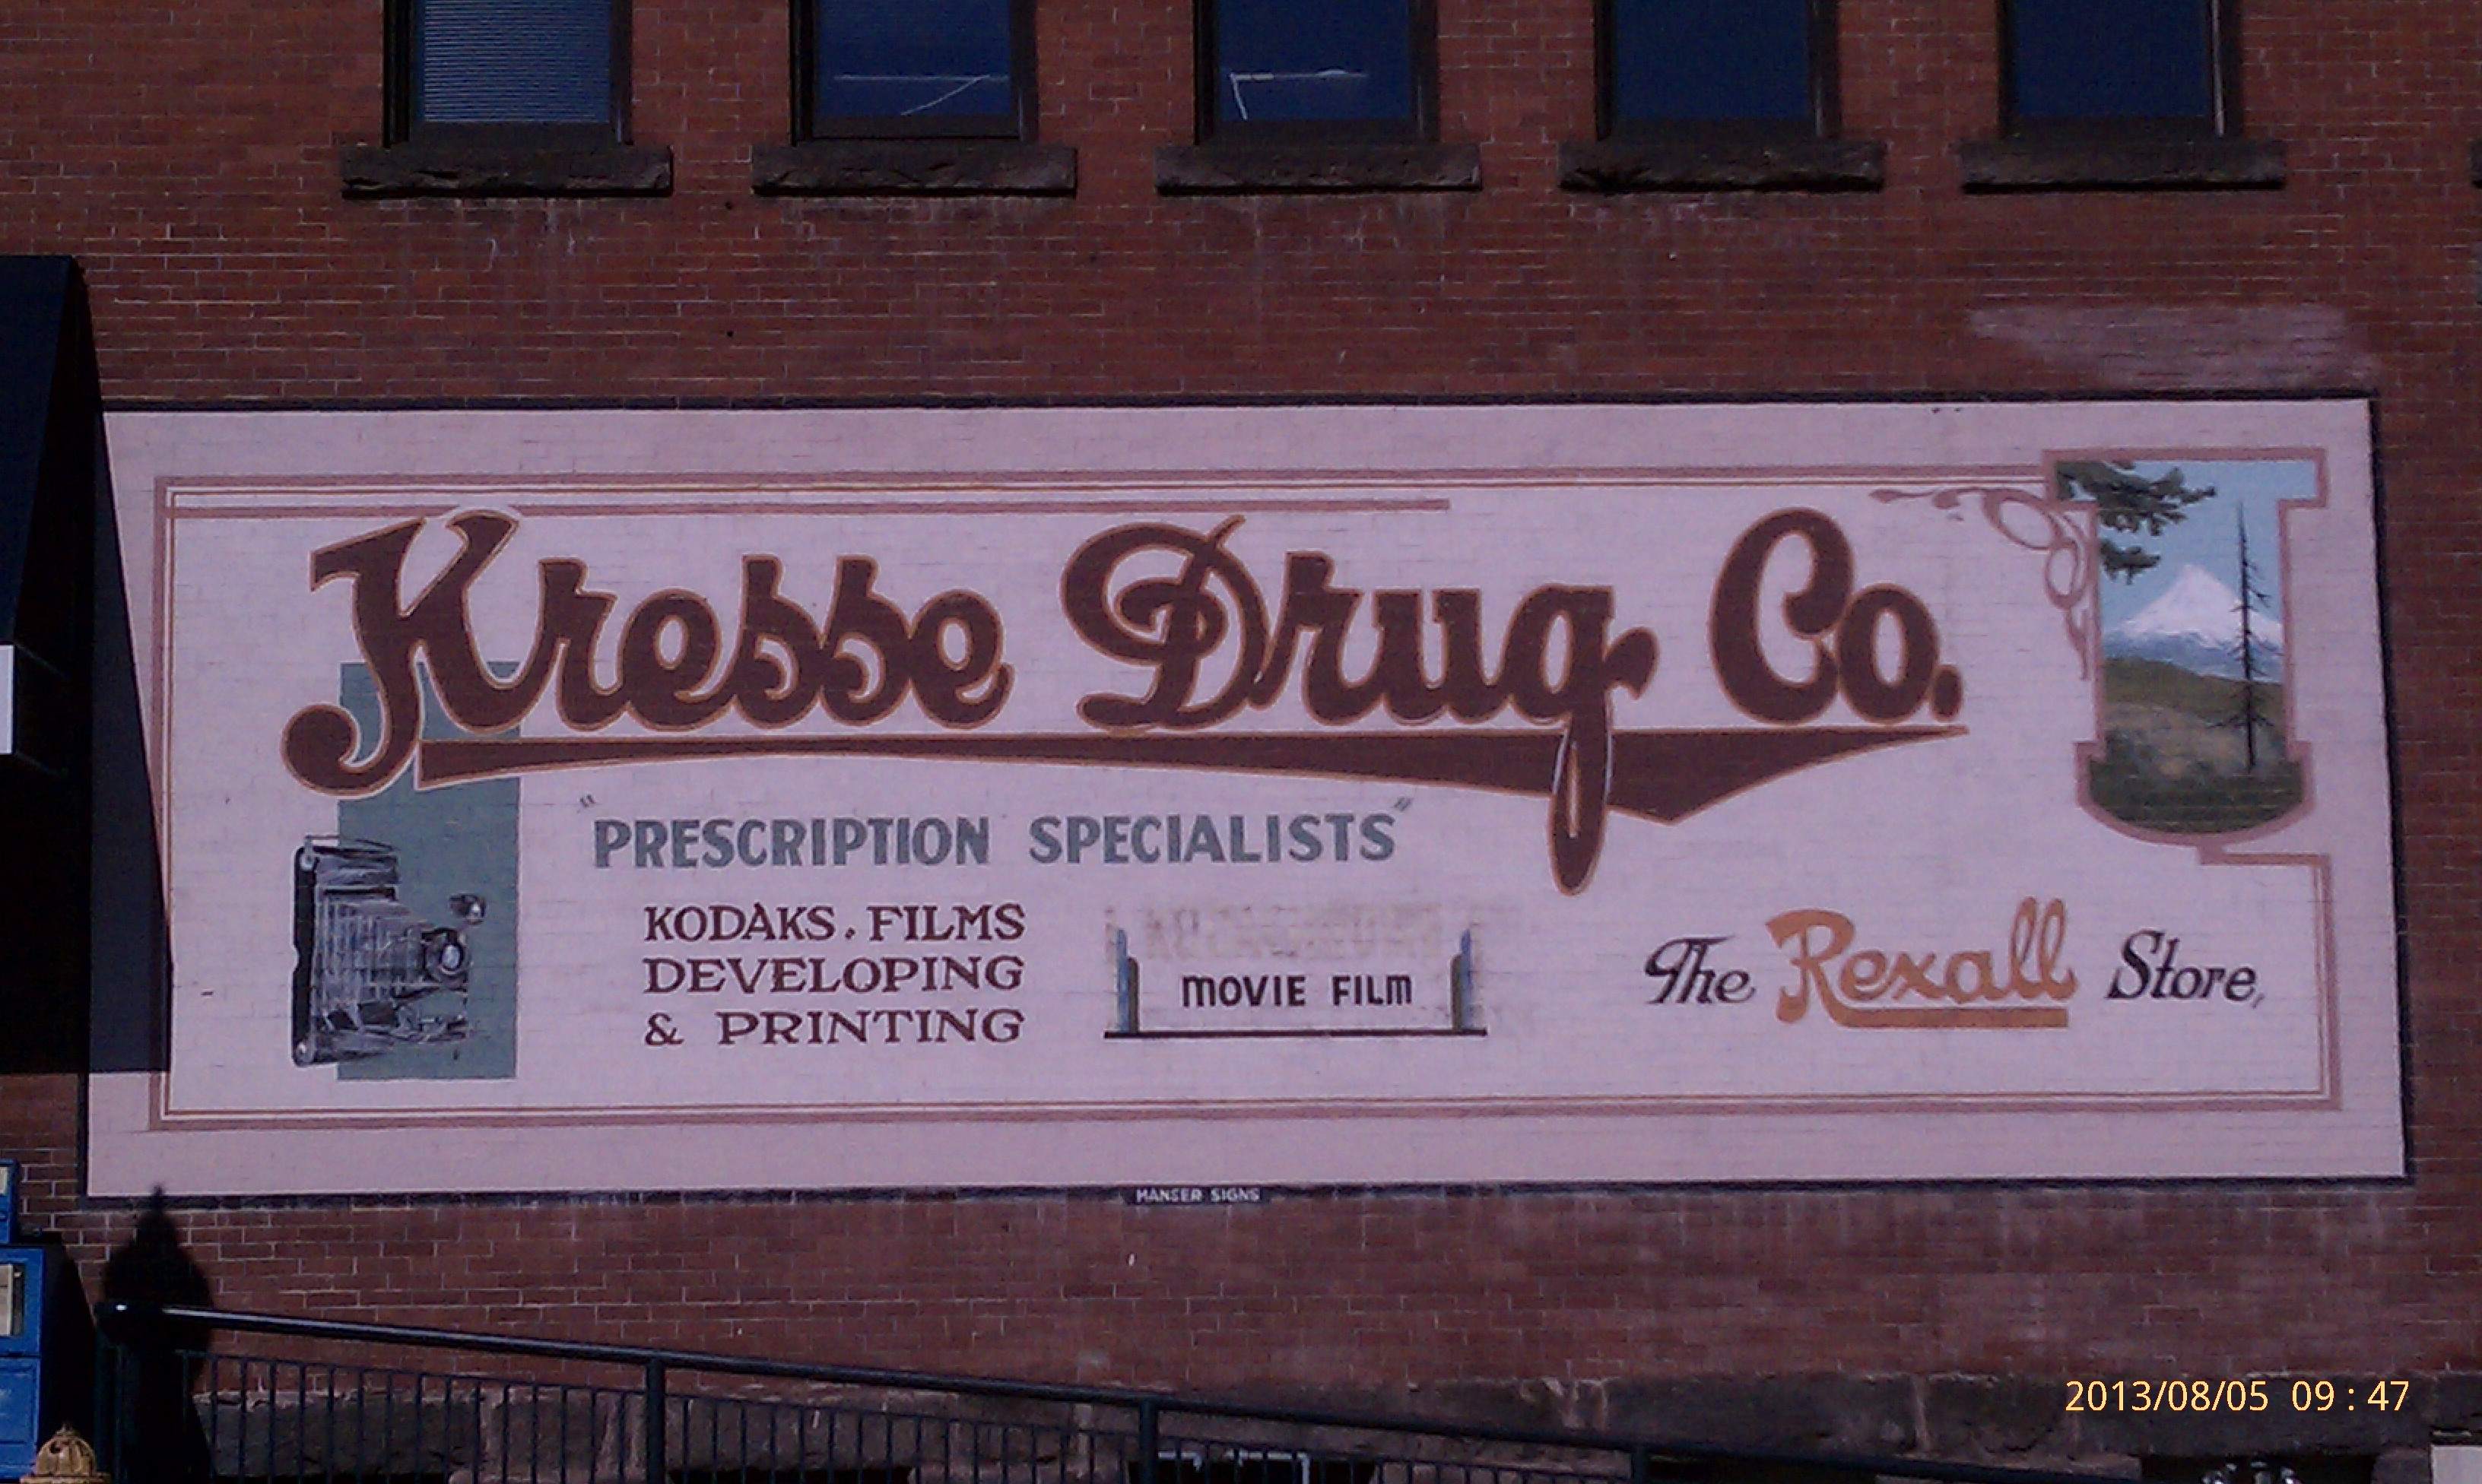 Kresse Drug Co.
"PRESCRIPTION SPECIALISTS"
KODAKS. FILMS
DEVELOPING
& PRINTING
MOVIE FILM
The Rexall Store,
MANSER SIGNS
2013/08/05 09:47